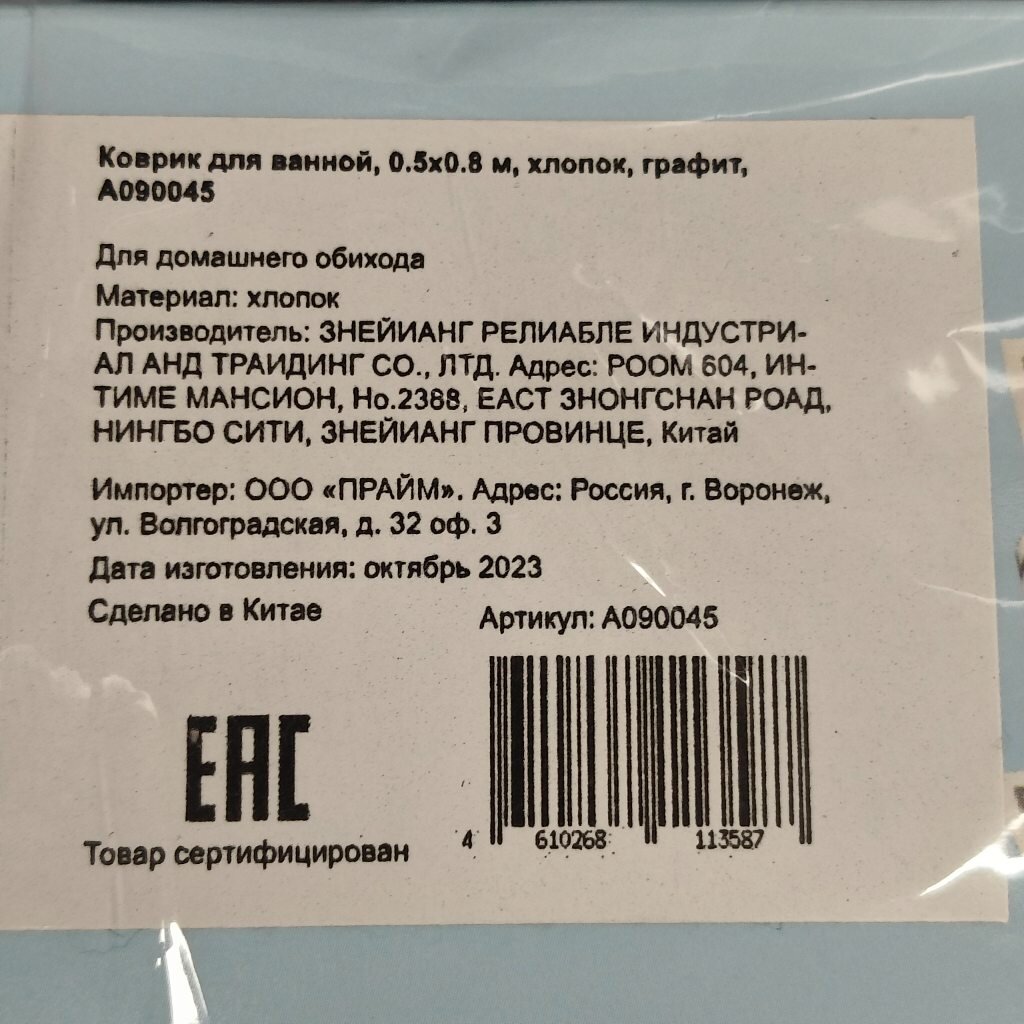 Коврик для ванной, 0.5х0.8 м, хлопок, графит,
А090045
Для домашнего обихода
Материал: хлопок
Производитель: ЗНЕЙИАНГ РЕЛИАБЛЕ ИНДУСТРИ-
АЛ АНД ТРАИДИНГ СО., ЛТД. Адрес: РООМ 604, ИН-
ТИМЕ МАНСИОН, Но.2388, ЕАСТ ЗНОНГСНАН РОАД,
НИНГБО СИТИ, ЗНЕЙИАНГ ПРОВИНЦЕ, Китай
Импортер: ООО «ПРАЙМ». Адрес: Россия, г. Воронеж,
ул. Волгоградская, д. 32 оф. 3
Дата изготовления: октябрь 2023
Сделано в Китае
Артикул: А090045
EAC
Товар сертифицирован
4 610268 113587